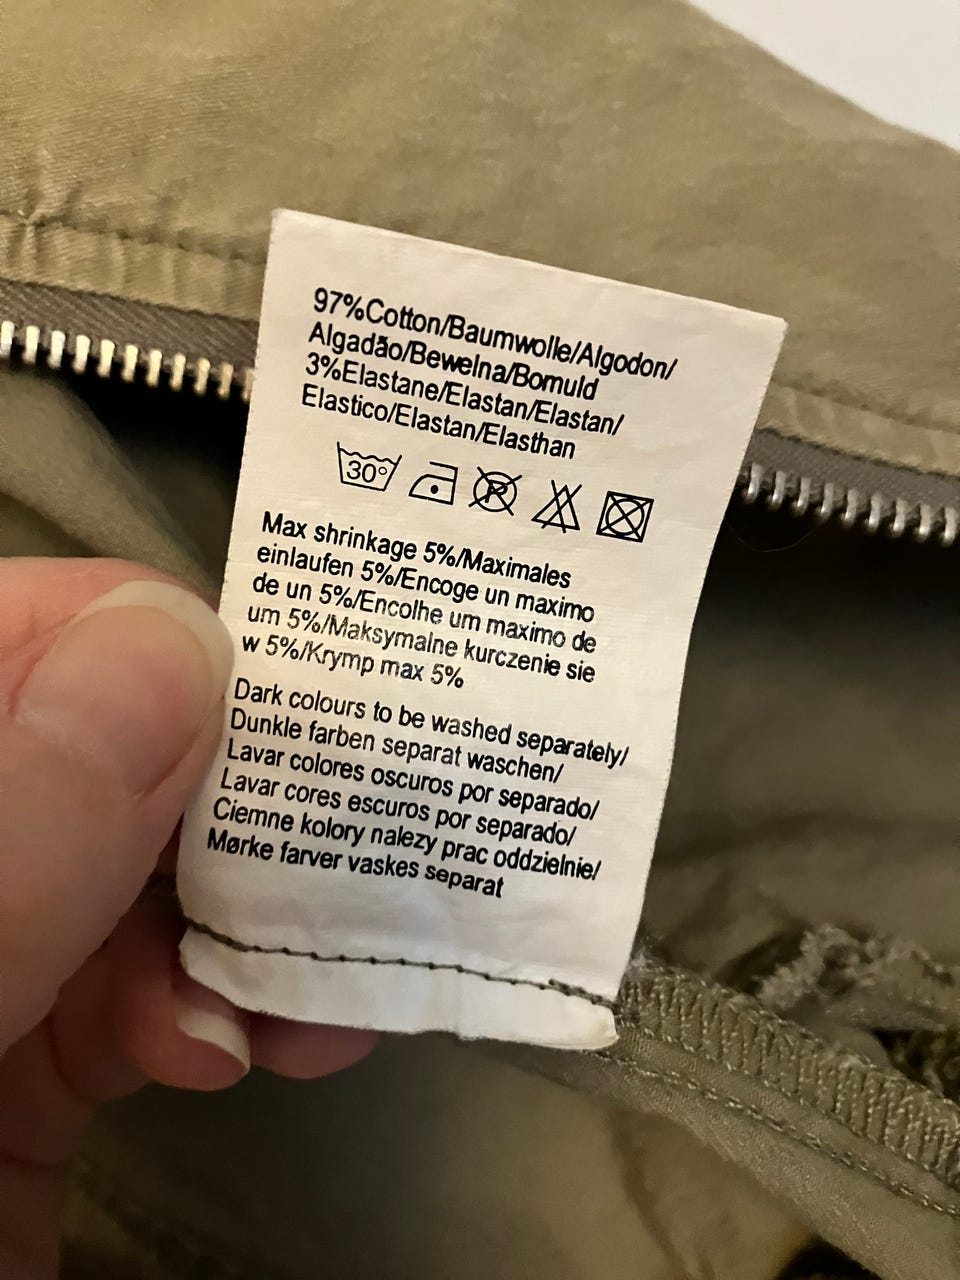 97%Cotton/Baumwolle/Algodon/
Algadão/Bewelna/Bomuld
3%Elastane/Elastan/Elastan/
Elastico/Elastan/Elasthan
30° P
Max shrinkage 5%/Maximales
einlaufen 5%/Encoge un maximo
de un 5%/Encolhe um maximo de
um 5%/Maksymalne kurczenie sie
w 5%/Krymp max 5%
Dark colours to be washed separately/
Dunkle farben separat waschen/
Lavar colores oscuros por separado/
Lavar cores escuros por separado/
Ciemne kolory nalezy prac oddzielnie/
Mørke farver vaskes separat